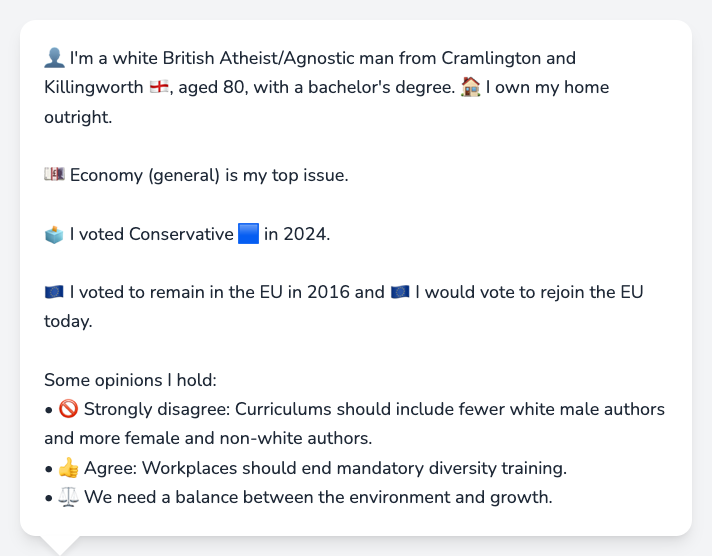 👤 I'm a white British Atheist/Agnostic man from Cramlington and
Killingworth 🏴󠁧󠁢󠁥󠁮󠁧󠁿, aged 80, with a bachelor's degree. 🏠 I own my home
outright.
💷 Economy (general) is my top issue.
🗳️ I voted Conservative 🟦 in 2024.
🇪🇺 I voted to remain in the EU in 2016 and 🇪🇺 I would vote to rejoin the EU
today.
Some opinions I hold:
• 🚫 Strongly disagree: Curriculums should include fewer white male authors
and more female and non-white authors.
• 👍 Agree: Workplaces should end mandatory diversity training.
• ⚖️ We need a balance between the environment and growth.